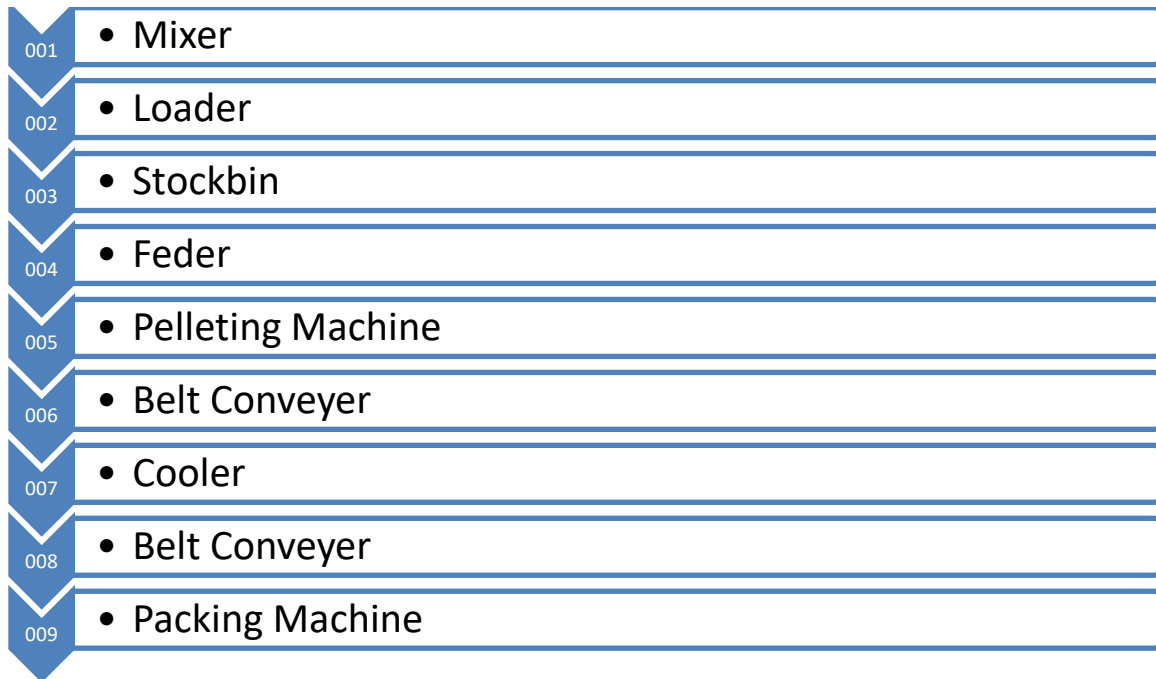 001 • Mixer
002 • Loader
003 • Stockbin
004 • Feder
005 • Pelleting Machine
006 • Belt Conveyer
007 • Cooler
008 • Belt Conveyer
009 • Packing Machine